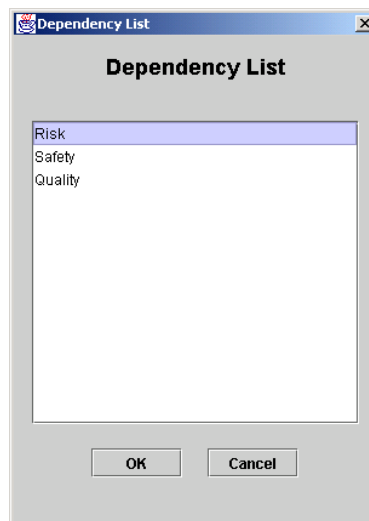 Dependency List
Dependency List
Risk
Safety
Quality
OK
Cancel